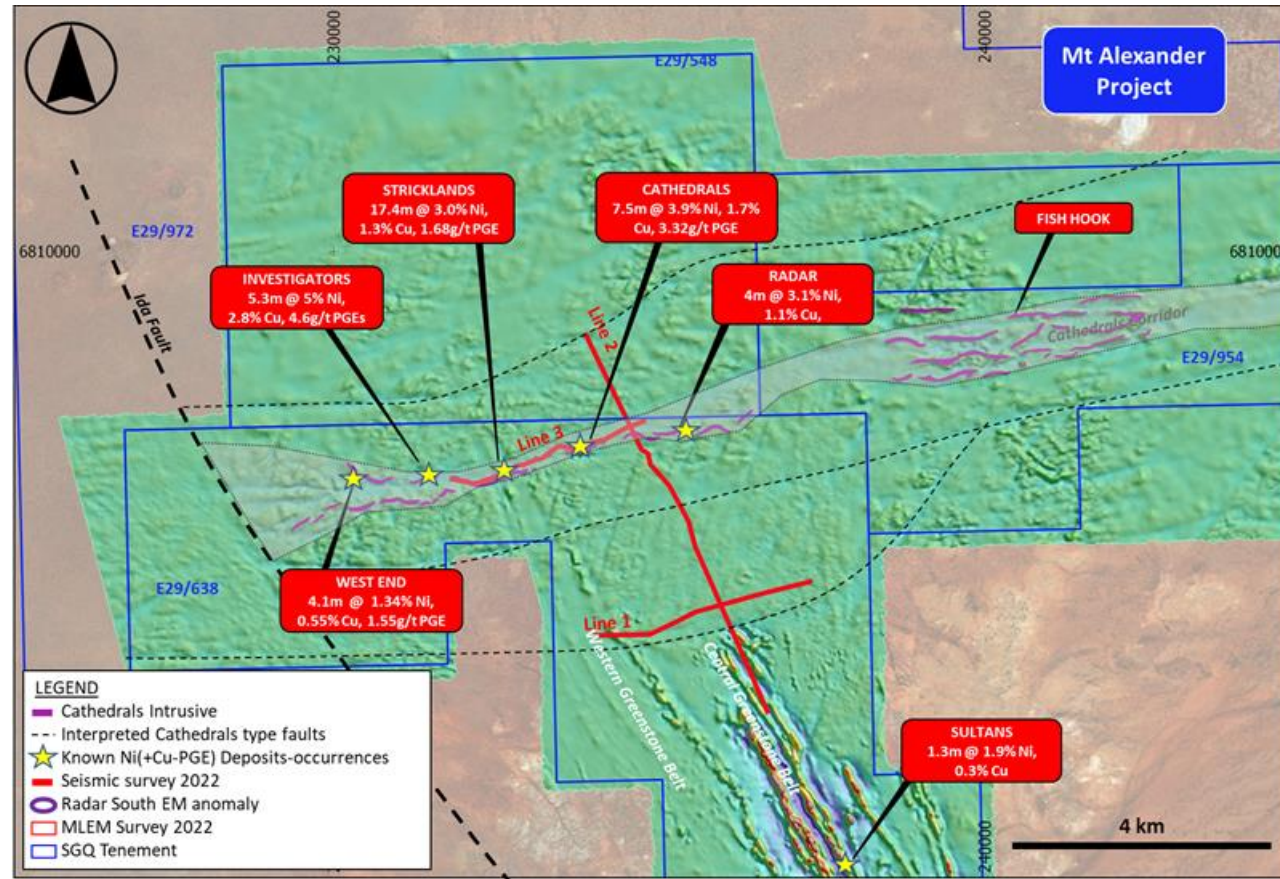 230000
240000
E29/548
Mt Alexander
Project
STRICKLANDS
17.4m @ 3.0% Ni,
1.3% Cu, 1.68g/t PGE
CATHEDRALS
7.5m @ 3.9% Ni, 1.7%
Cu, 3.32g/t PGE
FISH HOOK
E29/972
6810000
6810000
INVESTIGATORS
5.3m @ 5% Ni,
2.8% Cu, 4.6g/t PGEs
RADAR
4m @ 3.1% Ni,
1.1% Cu,
Ida Fault
Line 2
Cathedrals Corridor
E29/954
Line 3
WEST END
4.1m @ 1.34% Ni,
0.55% Cu, 1.55g/t PGE
E29/638
Line 1
Western Greenstone Belt
Central Greenstone Belt
SULTANS
1.3m @ 1.9% Ni,
0.3% Cu
LEGEND
Cathedrals Intrusive
Interpreted Cathedrals type faults
Known Ni(+Cu-PGE) Deposits-occurrences
Seismic survey 2022
Radar South EM anomaly
MLEM Survey 2022
SGQ Tenement
240000
4 km